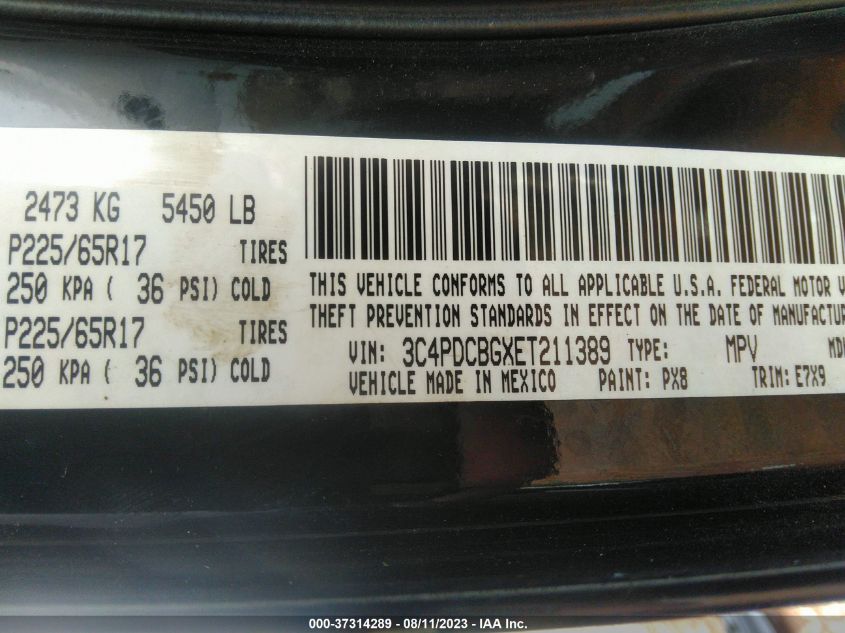 2473 KG 5450 LB
P225/65R17 TIRES
250 KPA ( 36 PSI) COLD
P225/65R17 TIRES
250 KPA ( 36 PSI) COLD
THIS VEHICLE CONFORMS TO ALL APPLICABLE U.S.A. FEDERAL MOTOR V
THEFT PREVENTION STANDARDS IN EFFECT ON THE DATE OF MANUFACTUR
VIN: 3C4PDCBGXET211389 TYPE: MPV MD
VEHICLE MADE IN MEXICO PAINT: PX8 TRIM: E7X9
000-37314289 - 08/11/2023 - IAA Inc.